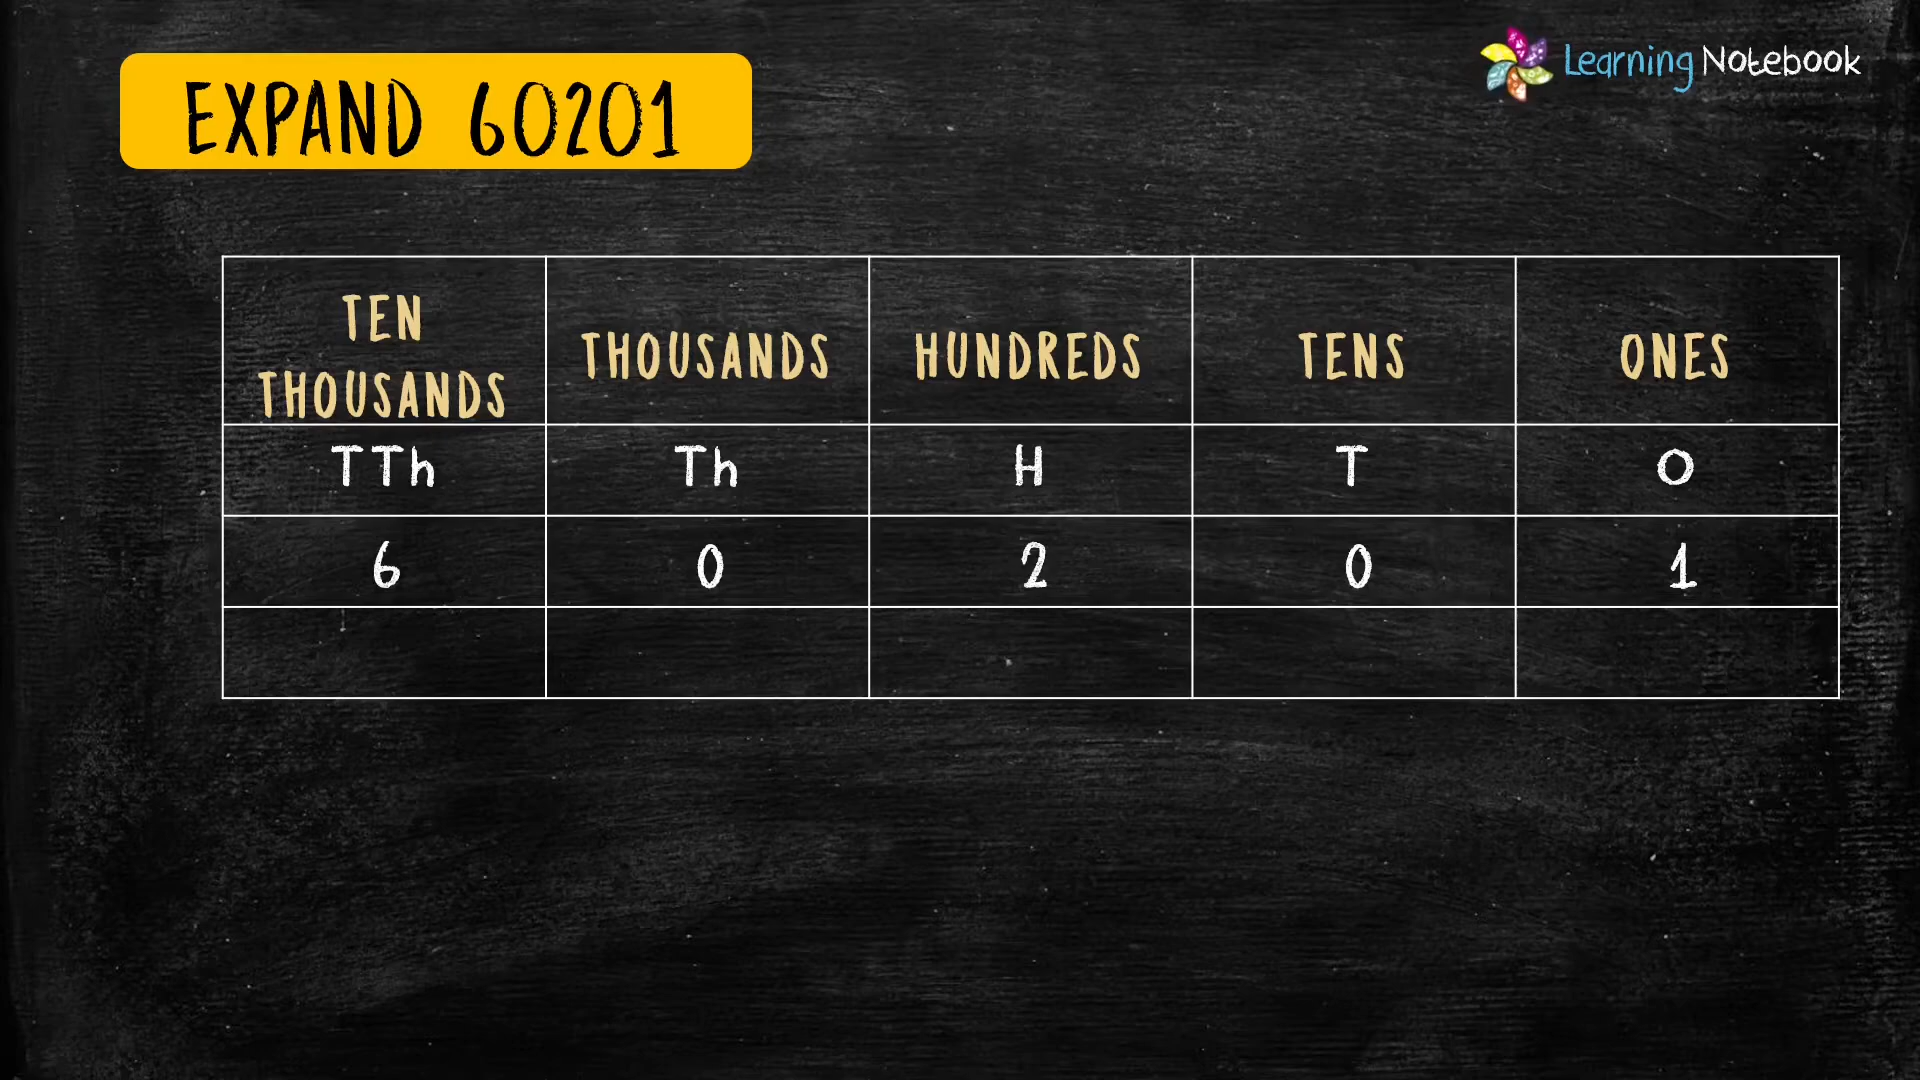 EXPAND 60201
Learning Notebook
TEN THOUSANDS THOUSANDS HUNDREDS TENS ONES
TTh Th H T O
6 0 2 0 1